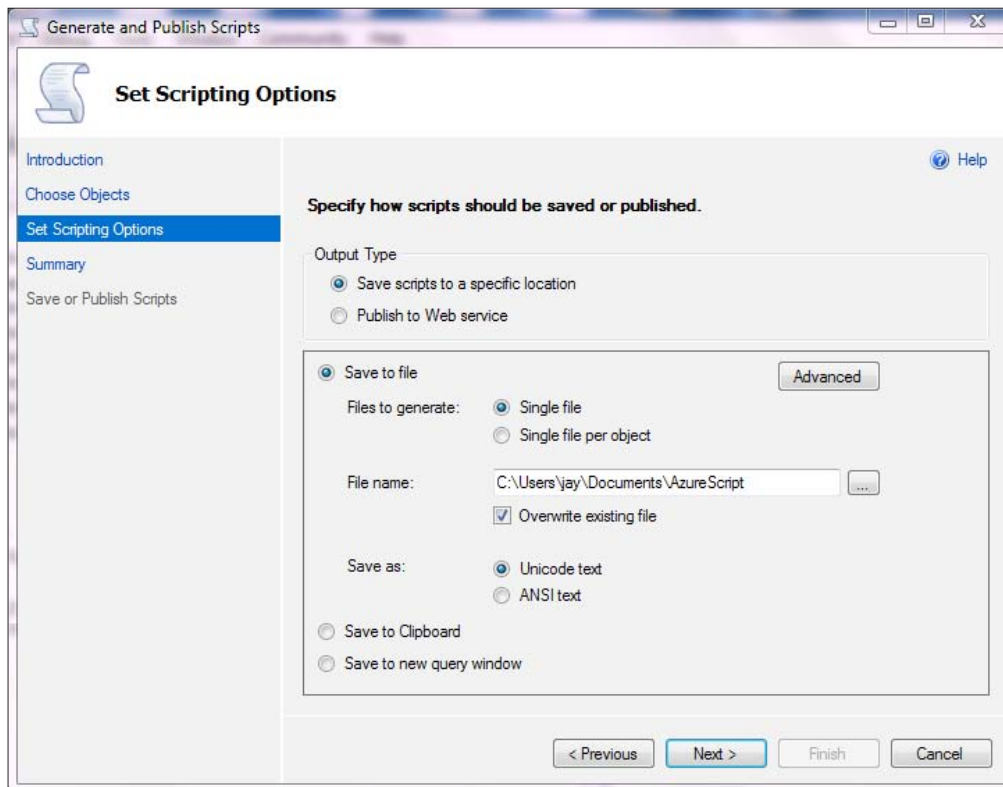 Generate and Publish Scripts
Set Scripting Options
Introduction
Choose Objects
Set Scripting Options
Summary
Save or Publish Scripts
Help
Specify how scripts should be saved or published.
Output Type
Save scripts to a specific location
Publish to Web service
Save to file
Advanced
Files to generate:
Single file
Single file per object
File name:
C:\Users\jay\Documents\AzureScript
...
Overwrite existing file
Save as:
Unicode text
ANSI text
Save to Clipboard
Save to new query window
< Previous
Next >
Finish
Cancel